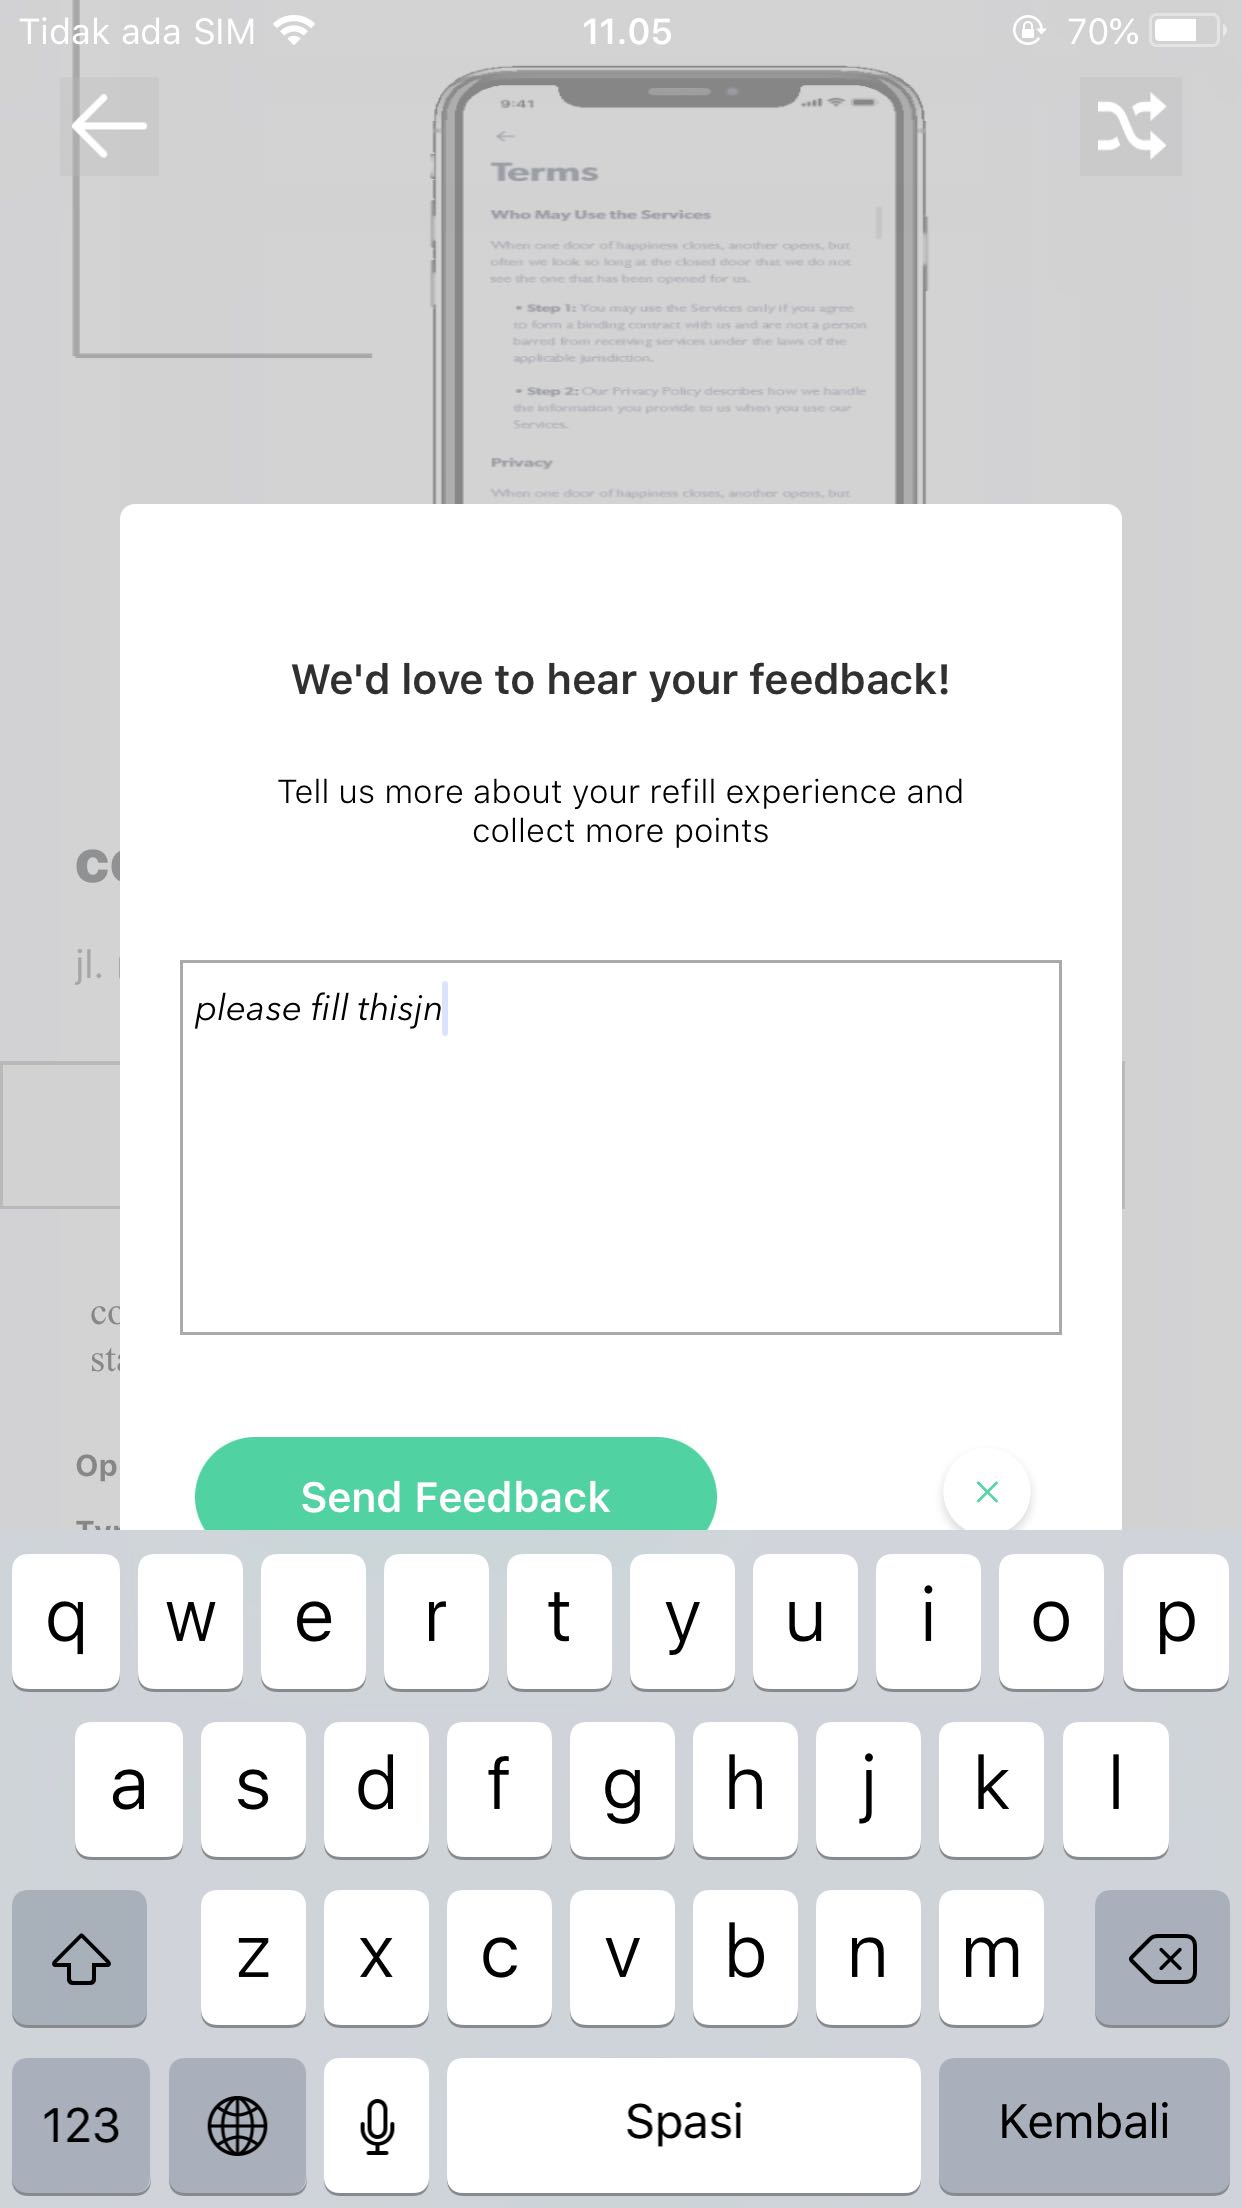 Tidak ada SIM 11.05 70%
9:41
Terms
Who May Use the Services
When one door of happiness closes, another opens, but
often we look so long at the closed door that we do not
see the one that has been opened for us.
• Step 1: You may use the Services only if you agree
to form a binding contract with us and are not a person
barred from receiving services under the laws of the
applicable jurisdiction.
• Step 2: Our Privacy Policy describes how we handle
the information you provide to us when you use our
Services.
Privacy
When one door of happiness closes, another opens, but
We'd love to hear your feedback!
Tell us more about your refill experience and
collect more points
jl.
please fill thisjn
Send Feedback
q w e r t y u i o p
a s d f g h j k l
z x c v b n m
123 Spasi Kembali